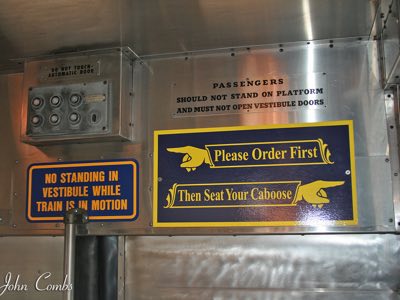 DO NOT TOUCH
AUTOMATIC DOOR
PASSENGERS
SHOULD NOT STAND ON PLATFORM
AND MUST NOT OPEN VESTIBULE DOORS
NO STANDING IN
VESTIBULE WHILE
TRAIN IS IN MOTION
Please Order First
Then Seat Your Caboose
John Combs